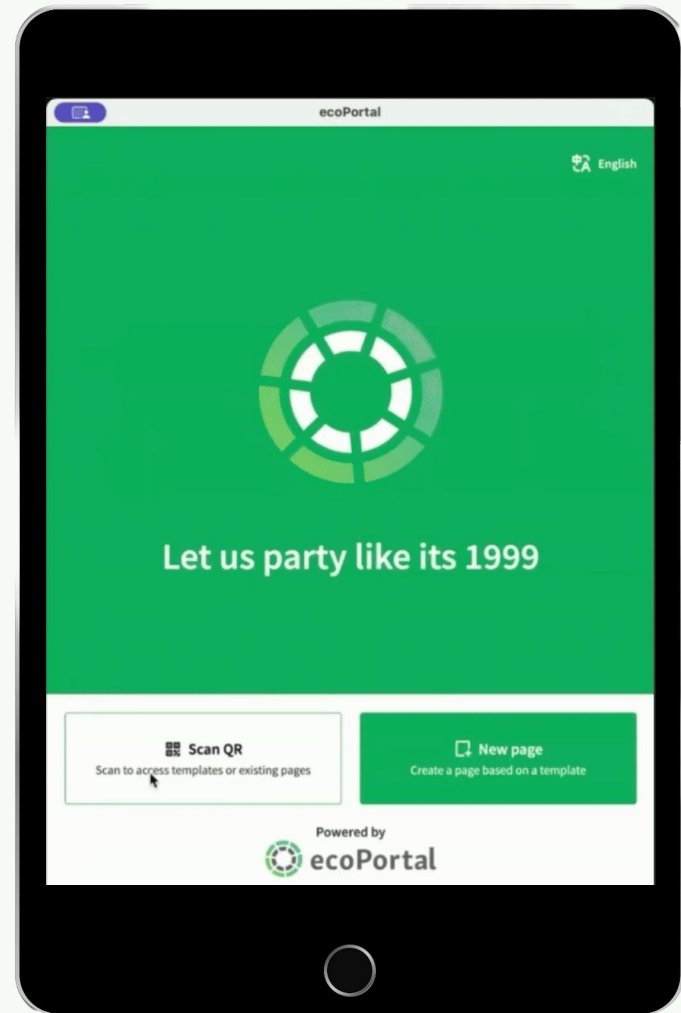 ecoPortal
English
Let us party like its 1999
Scan QR
Scan to access templates or existing pages
New page
Create a page based on a template
Powered by
ecoPortal